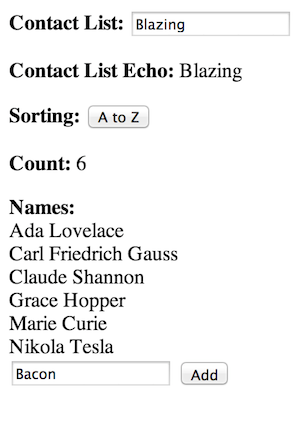 Contact List: Blazing
Contact List Echo: Blazing
Sorting: A to Z
Count: 6
Names:
Ada Lovelace
Carl Friedrich Gauss
Claude Shannon
Grace Hopper
Marie Curie
Nikola Tesla
Bacon Add